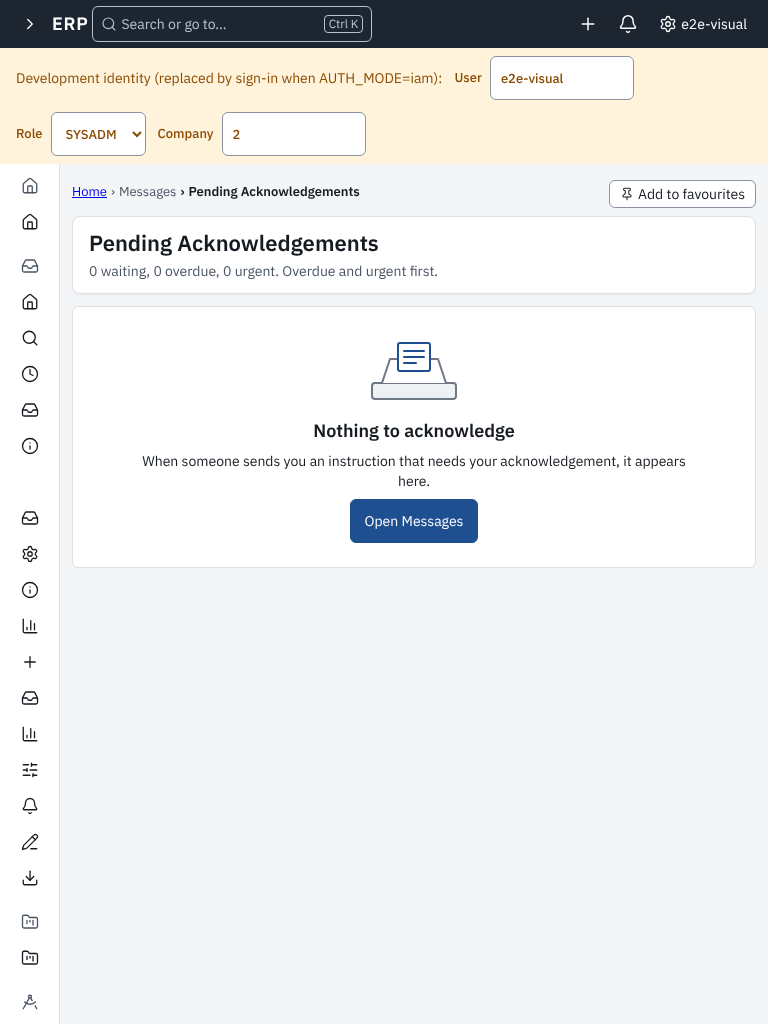 ERP
Search or go to...
Ctrl K
e2e-visual
Development identity (replaced by sign-in when AUTH_MODE=iam):
User
e2e-visual
Role
SYSADM
Company
2
Home › Messages › Pending Acknowledgements
Add to favourites
Pending Acknowledgements
0 waiting, 0 overdue, 0 urgent. Overdue and urgent first.
Nothing to acknowledge
When someone sends you an instruction that needs your acknowledgement, it appears
here.
Open Messages